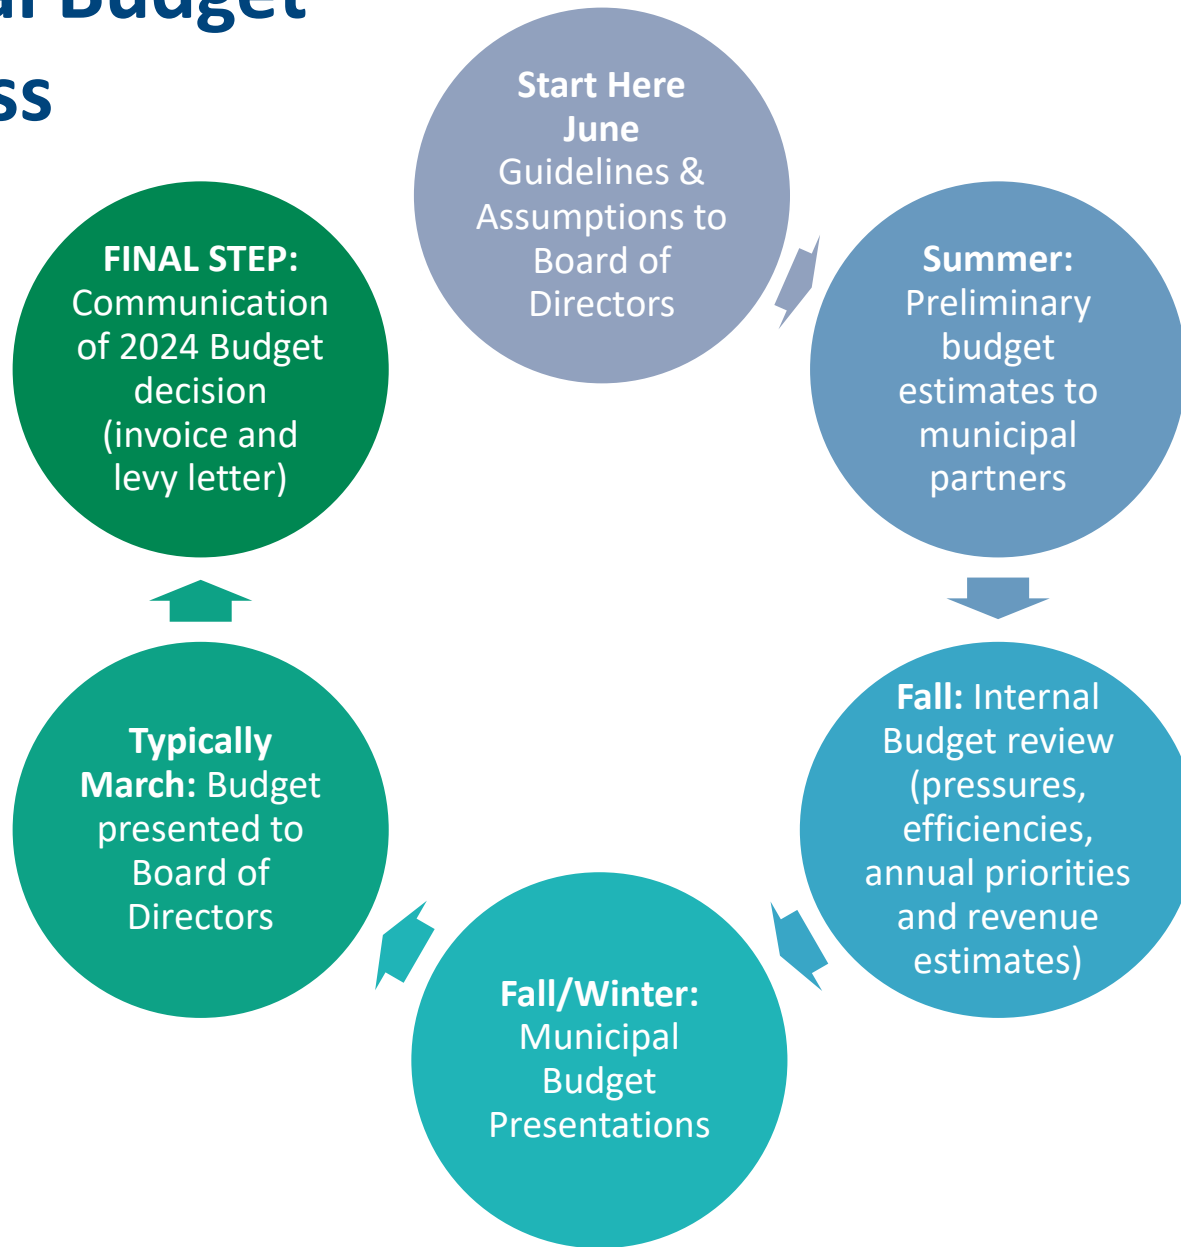 Budget
Start Here
June
Guidelines &
Assumptions to
Board of
Directors
Summer:
Preliminary
budget
estimates to
municipal
partners
Fall: Internal
Budget review
(pressures,
efficiencies,
annual priorities
and revenue
estimates)
Fall/Winter:
Municipal
Budget
Presentations
Typically
March: Budget
presented to
Board of
Directors
FINAL STEP:
Communication
of 2024 Budget
decision
(invoice and
levy letter)